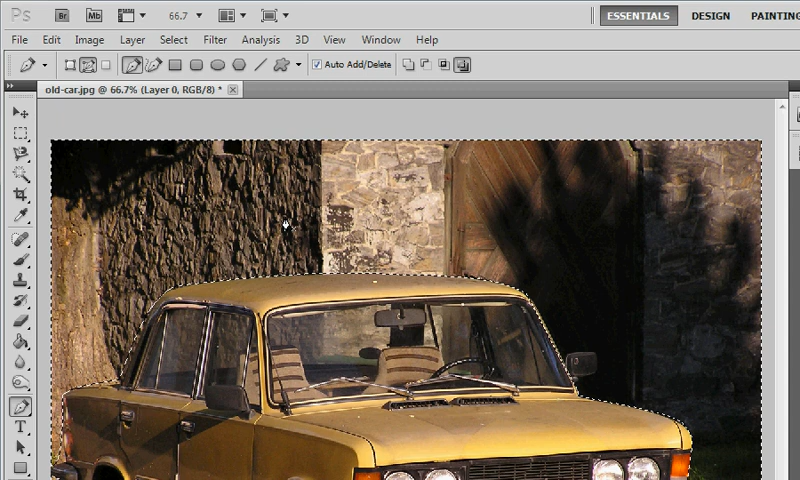 Ps Br Mb 66.7 ESSENTIALS DESIGN PAINTING
File Edit Image Layer Select Filter Analysis 3D View Window Help
Auto Add/Delete
old-car.jpg @ 66.7% (Layer 0, RGB/8) *
T